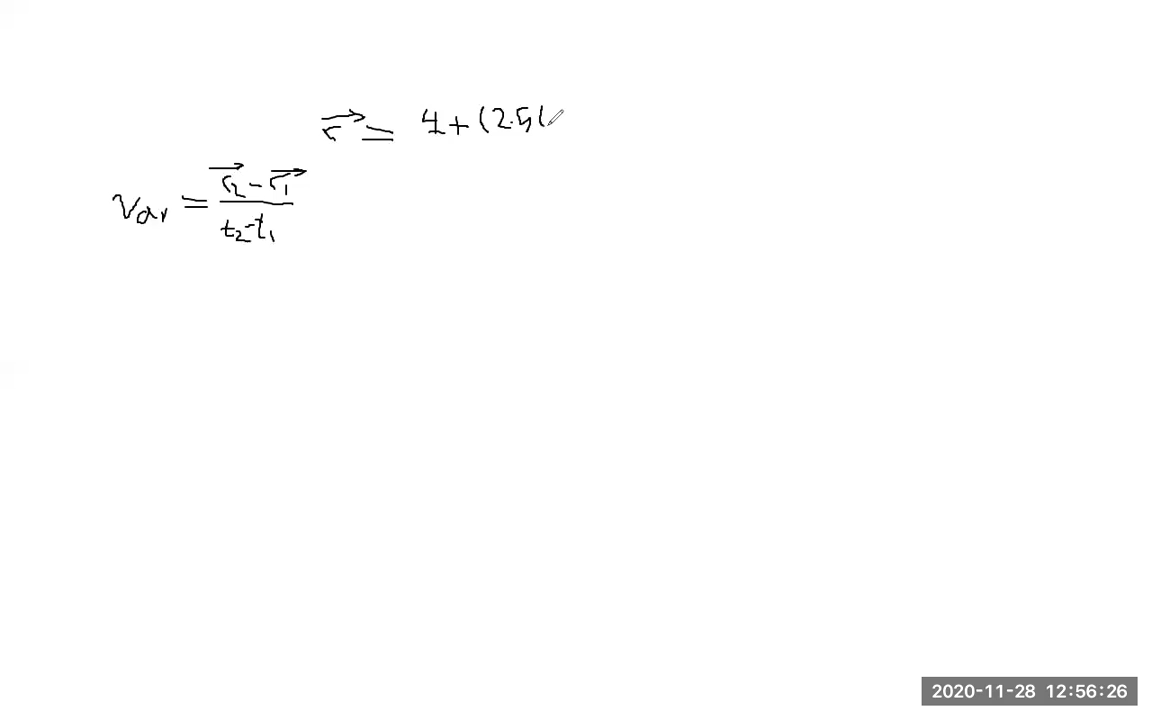 r⃗ = 4 + (2.5(
Vav = r⃗2 - r⃗1 / t2 - t1
2020-11-28 12:56:26